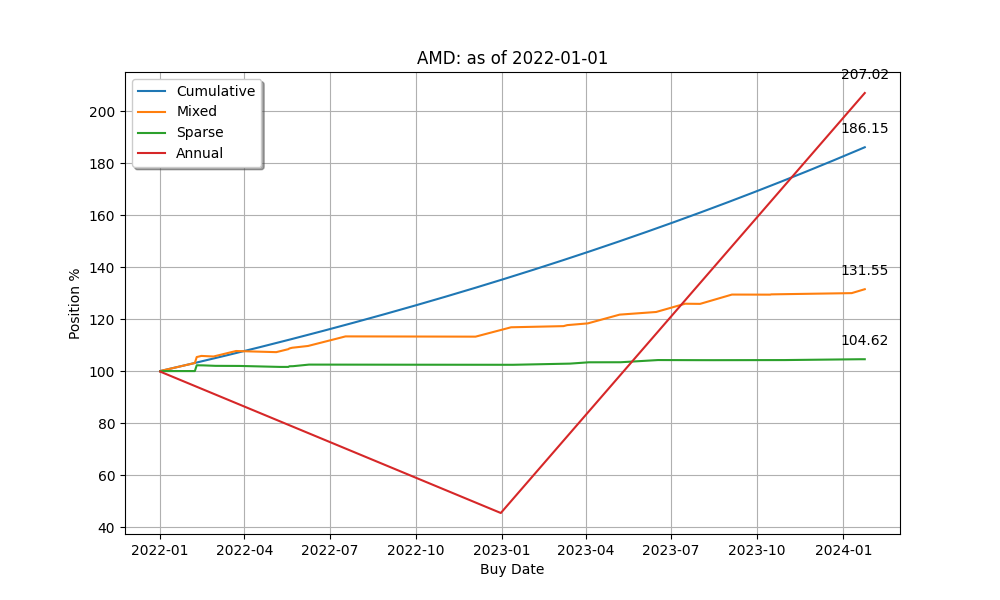 AMD: as of 2022-01-01
Cumulative
Mixed
Sparse
Annual
207.02
186.15
131.55
104.62
Position %
200
180
160
140
120
100
80
60
40
2022-01 2022-04 2022-07 2022-10 2023-01 2023-04 2023-07 2023-10 2024-01
Buy Date